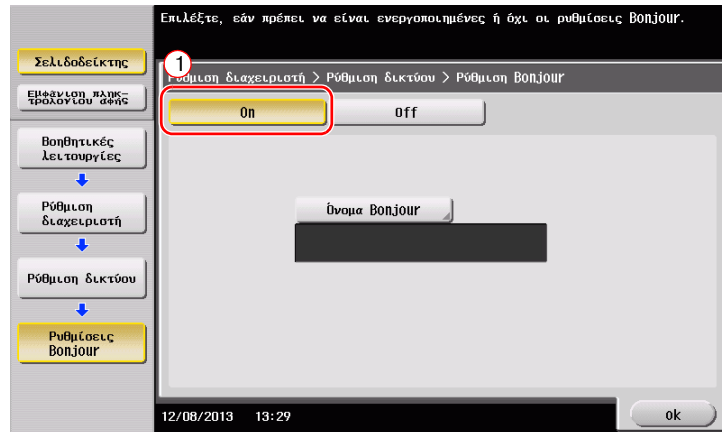 Επιλέξτε, εάν πρέπει να είναι ενεργοποιημένες ή όχι οι ρυθμίσεις Bonjour.
Σελιδοδείκτης
Εμφάνιση πληκ-
τρολογίου αφής
Βοηθητικές
λειτουργίες
Ρύθμιση
διαχειριστή
Ρύθμιση δικτύου
Ρυθμίσεις
Bonjour
1
Ρύθμιση διαχειριστή > Ρύθμιση δικτύου > Ρύθμιση Bonjour
On
Off
Όνομα Bonjour
12/08/2013 13:29
ok